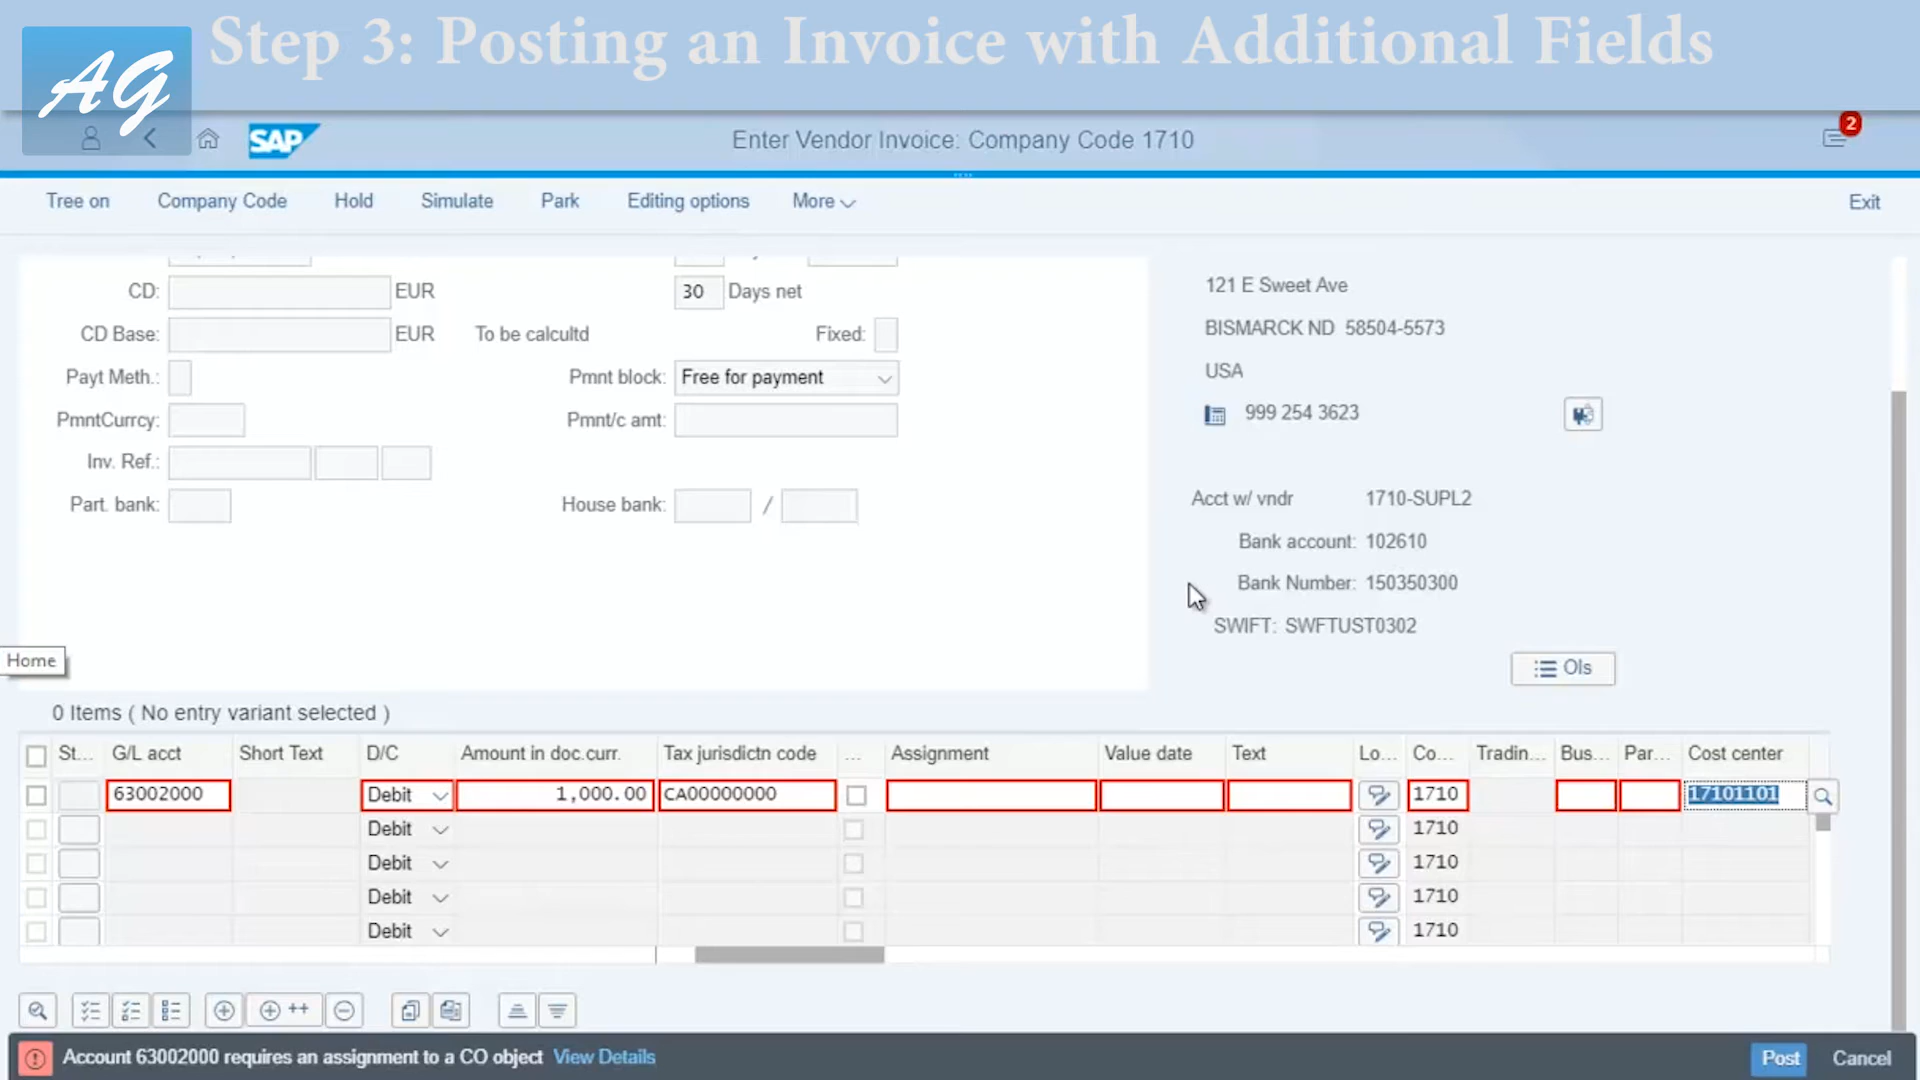 Step 3: Posting an Invoice with Additional Fields
AG
SAP
Enter Vendor Invoice: Company Code 1710
2
Tree on Company Code Hold Simulate Park Editing options More Exit
CD: EUR 30 Days net
CD Base: EUR To be calcultd Fixed:
Payt Meth.: Pmnt block: Free for payment
PmntCurrcy: Pmnt/c amt:
Inv. Ref.:
Part. bank: House bank: /
121 E Sweet Ave
BISMARCK ND 58504-5573
USA
999 254 3623
Acct w/ vndr 1710-SUPL2
Bank account: 102610
Bank Number: 150350300
SWIFT: SWFTUST0302
Home
OIs
0 Items ( No entry variant selected )
St... G/L acct Short Text D/C Amount in doc.curr. Tax jurisdictn code ... Assignment Value date Text Lo... Co... Tradin... Bus... Par... Cost center
63002000 Debit 1,000.00 CA00000000 1710 17101101
Debit 1710
Debit 1710
Debit 1710
Debit 1710
++
Account 63002000 requires an assignment to a CO object View Details Post Cancel